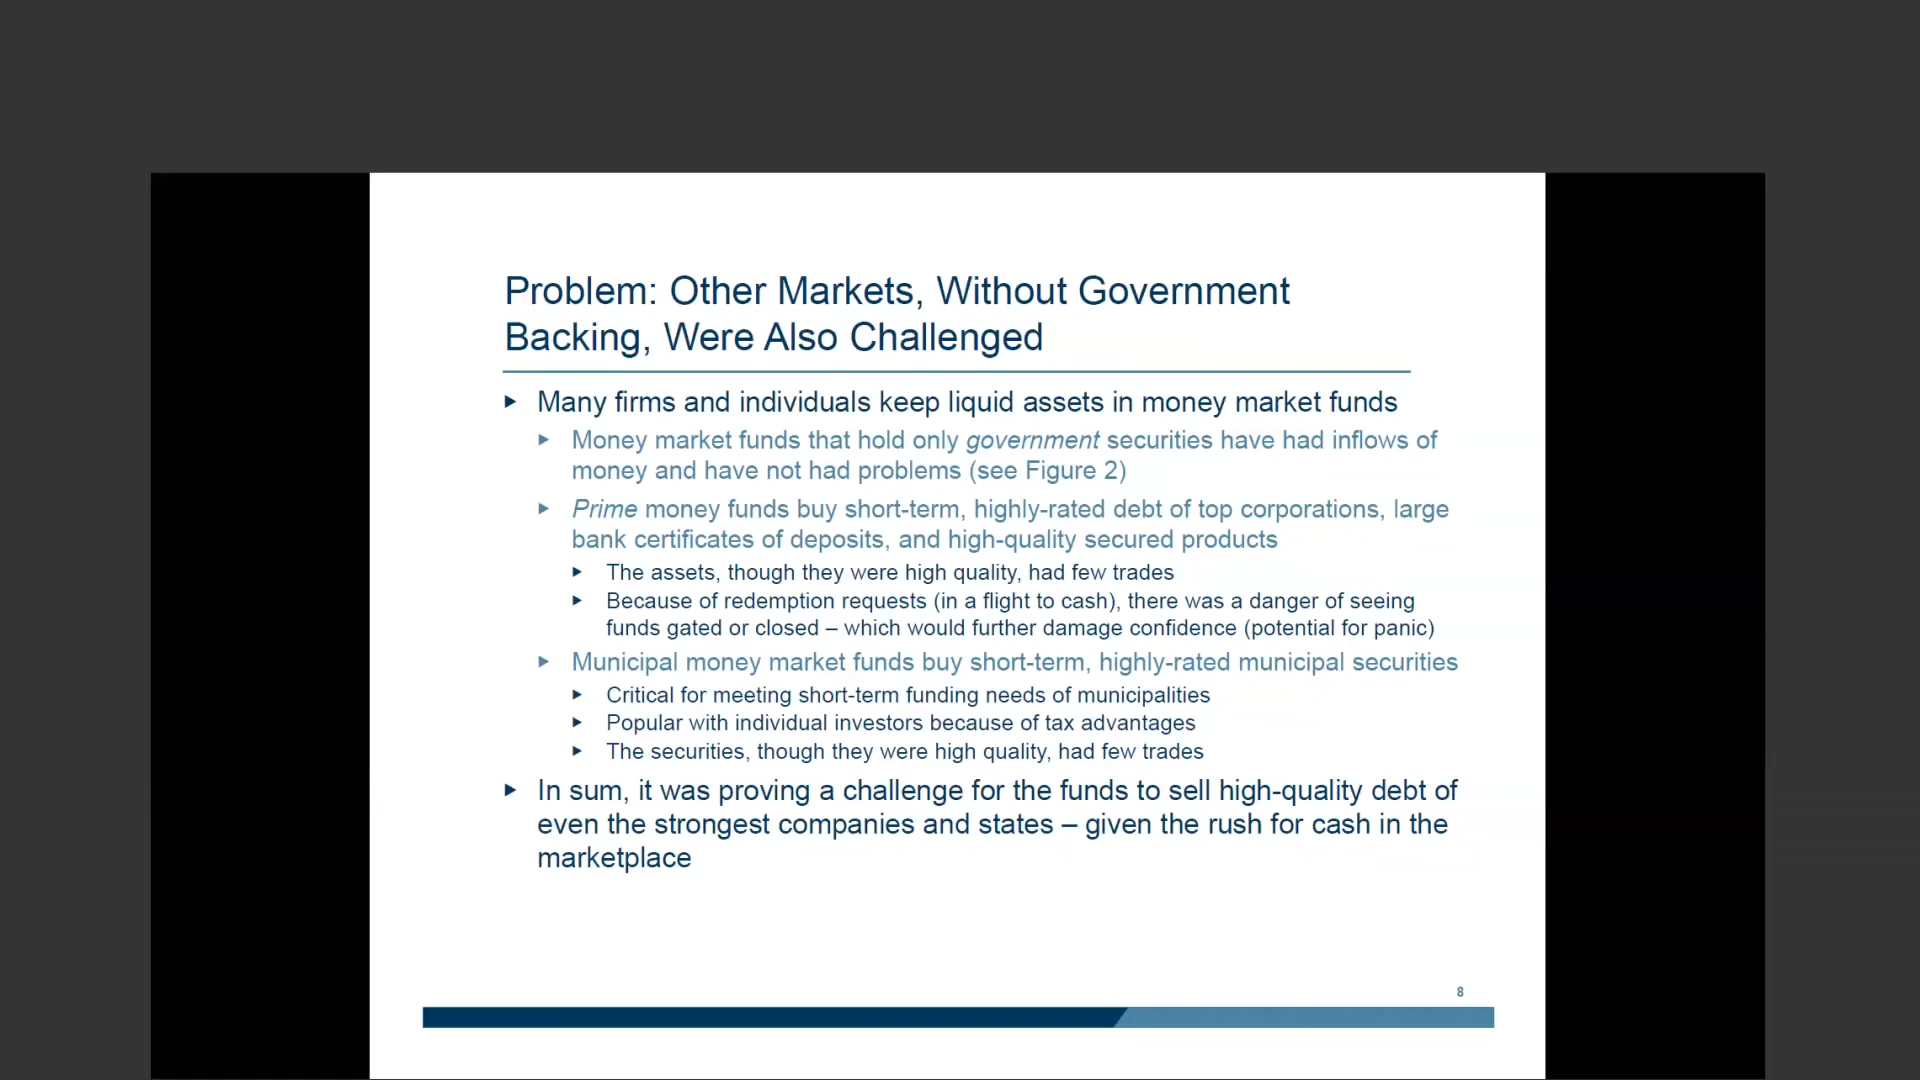 Problem: Other Markets, Without Government
Backing, Were Also Challenged
Many firms and individuals keep liquid assets in money market funds
Money market funds that hold only government securities have had inflows of
money and have not had problems (see Figure 2)
Prime money funds buy short-term, highly-rated debt of top corporations, large
bank certificates of deposits, and high-quality secured products
The assets, though they were high quality, had few trades
Because of redemption requests (in a flight to cash), there was a danger of seeing
funds gated or closed – which would further damage confidence (potential for panic)
Municipal money market funds buy short-term, highly-rated municipal securities
Critical for meeting short-term funding needs of municipalities
Popular with individual investors because of tax advantages
The securities, though they were high quality, had few trades
In sum, it was proving a challenge for the funds to sell high-quality debt of
even the strongest companies and states – given the rush for cash in the
marketplace
8